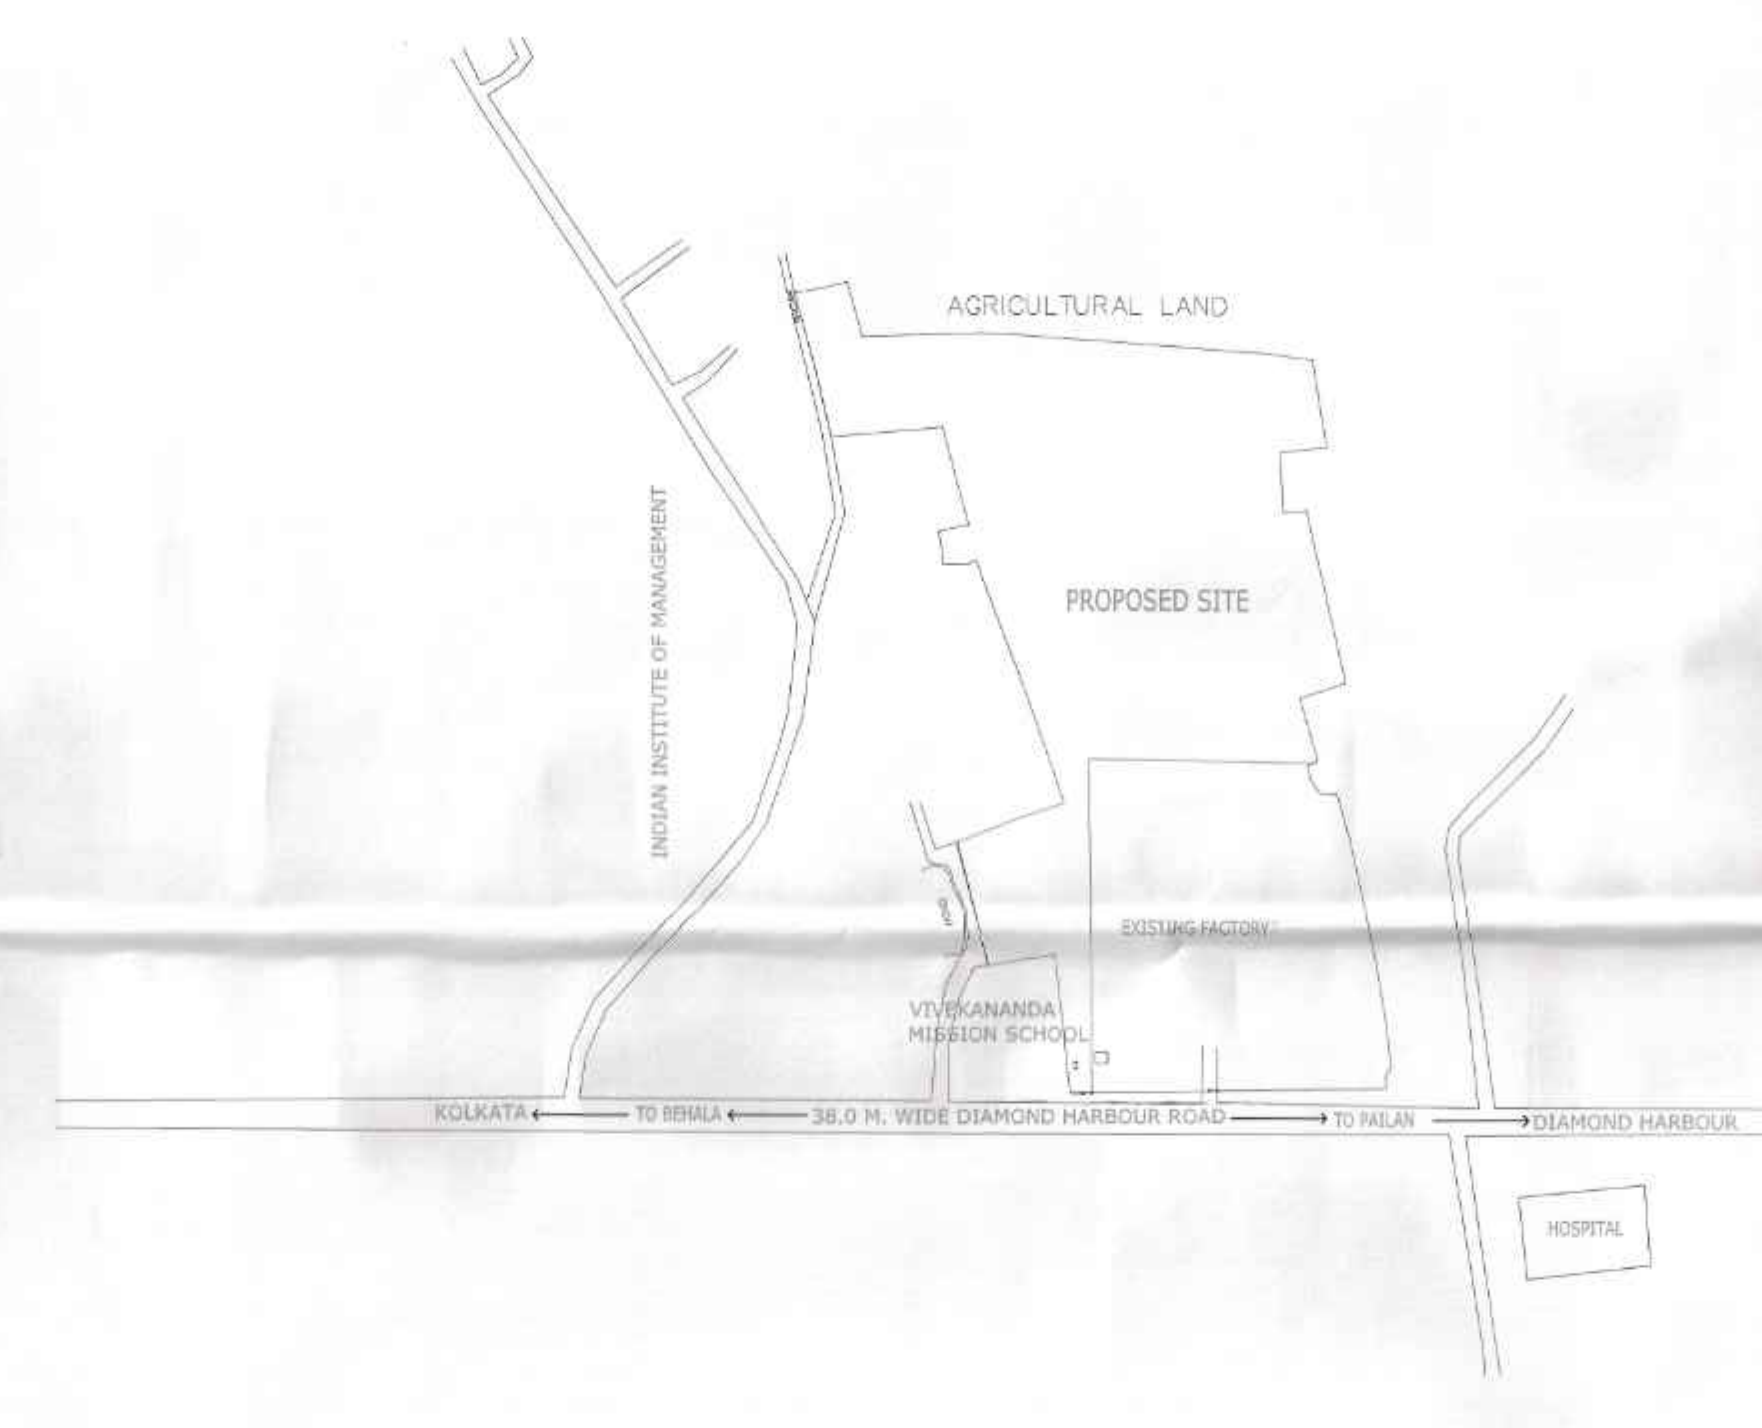 AGRICULTURAL LAND
PROPOSED SITE
INDIAN INSTITUTE OF MANAGEMENT
EXISTING FACTORY
VIVEKANANDA
MISSION SCHOOL
KOLKATA TO BEHALA 38.0 M. WIDE DIAMOND HARBOUR ROAD TO PAILAN DIAMOND HARBOUR
HOSPITAL